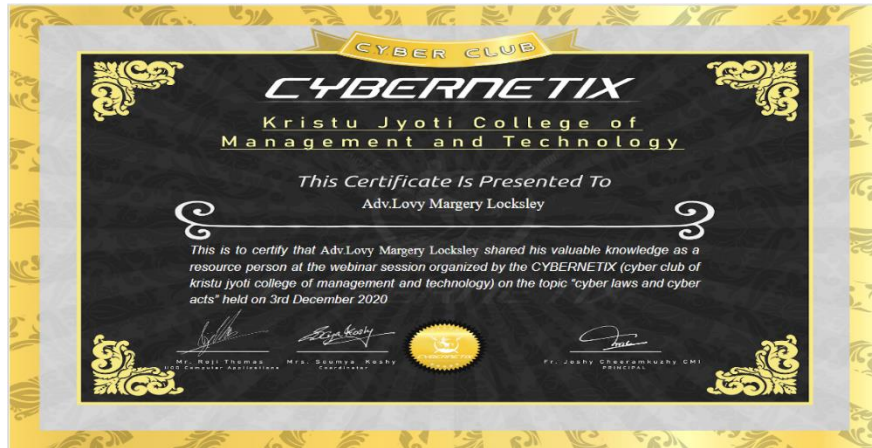 CYBER CLUB
CYBERNETIX
Kristu Jyoti College of
Management and Technology
This Certificate Is Presented To
Adv.Lovy Margery Locksley
This is to certify that Adv.Lovy Margery Locksley shared his valuable knowledge as a
resource person at the webinar session organized by the CYBERNETIX (cyber club of
kristu jyoti college of management and technology) on the topic "cyber laws and cyber
acts" held on 3rd December 2020
Mr. Roji Thomas
HOD Computer Applications
Mrs. Soumya Koshy
Coordinator
CYBERNETIX
Fr. Joshy Cheeramkuzhy CMI
PRINCIPAL